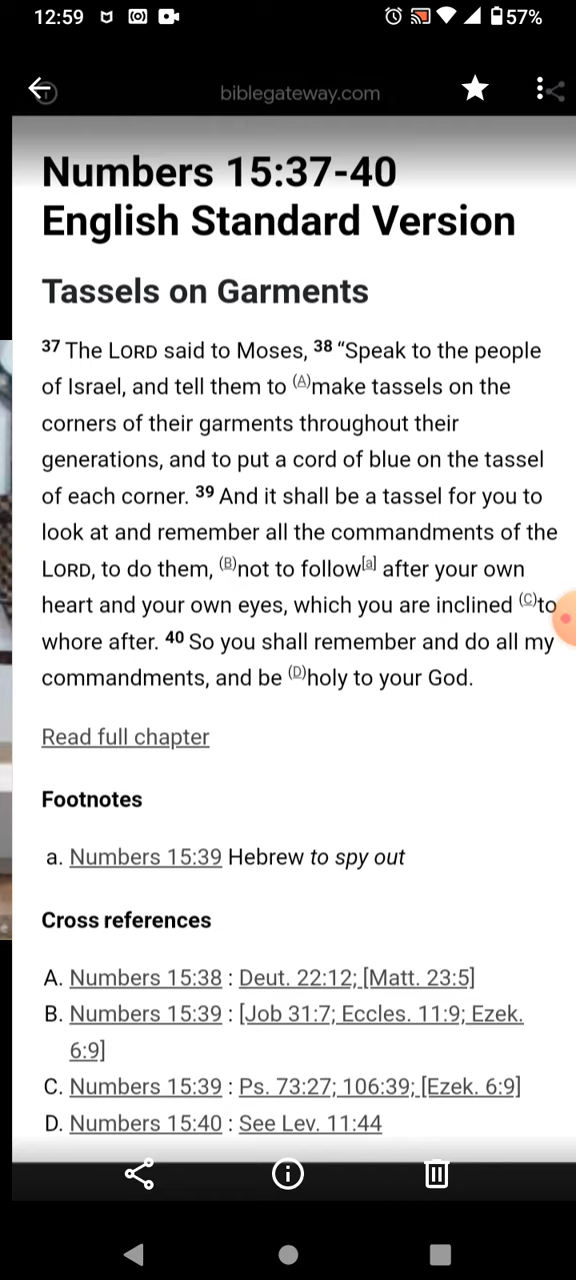 12:59
57%
biblegateway.com
Numbers 15:37-40
English Standard Version
Tassels on Garments
37 The LORD said to Moses, 38 “Speak to the people
of Israel, and tell them to (A)make tassels on the
corners of their garments throughout their
generations, and to put a cord of blue on the tassel
of each corner. 39 And it shall be a tassel for you to
look at and remember all the commandments of the
LORD, to do them, (B)not to follow[a] after your own
heart and your own eyes, which you are inclined (C)to
whore after. 40 So you shall remember and do all my
commandments, and be (D)holy to your God.
Read full chapter
Footnotes
a. Numbers 15:39 Hebrew to spy out
Cross references
A. Numbers 15:38 : Deut. 22:12; [Matt. 23:5]
B. Numbers 15:39 : [Job 31:7; Eccles. 11:9; Ezek.
6:9]
C. Numbers 15:39 : Ps. 73:27; 106:39; [Ezek. 6:9]
D. Numbers 15:40 : See Lev. 11:44